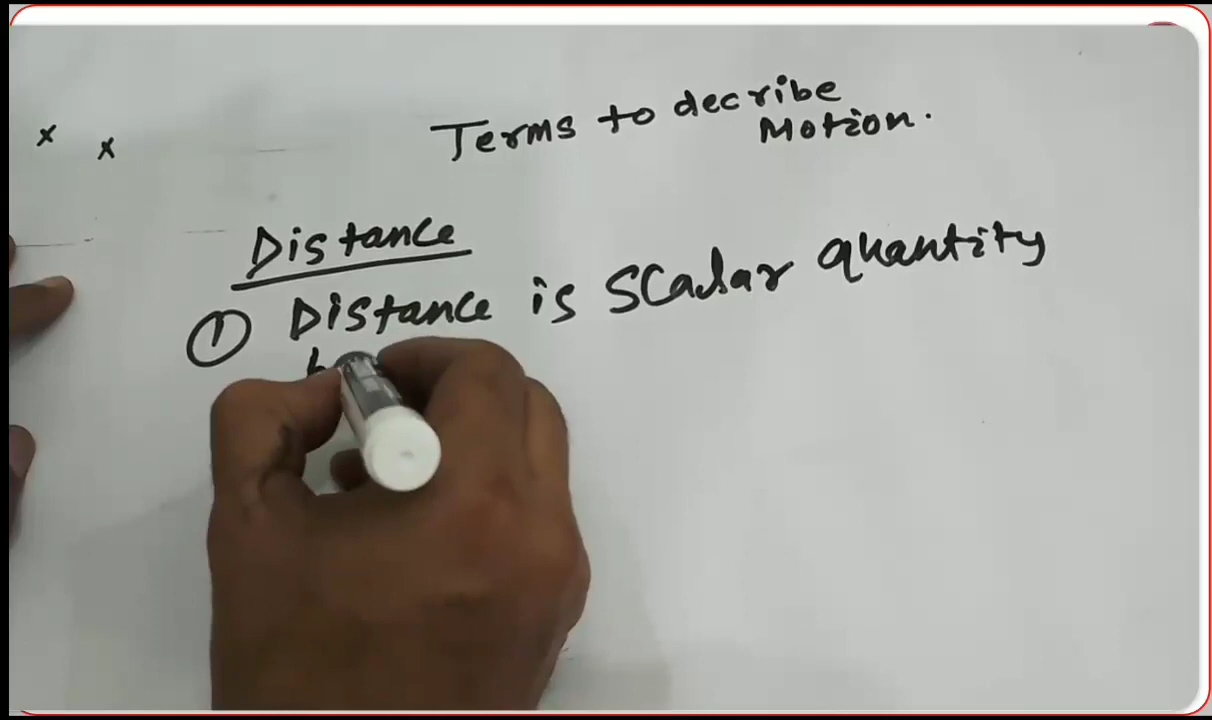 x x
Terms to decribe
Motion.
Distance
① Distance is scalar quantity